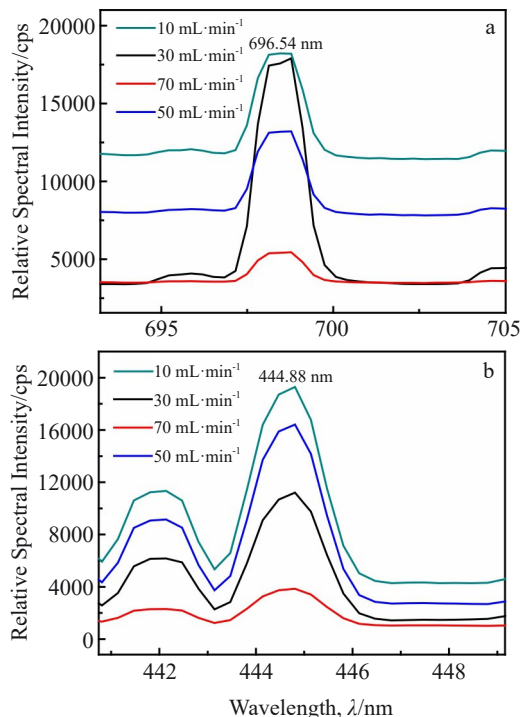 a
10 mL·min⁻¹
696.54 nm
30 mL·min⁻¹
70 mL·min⁻¹
50 mL·min⁻¹
Relative Spectral Intensity/cps
20000
17500
13000
10000
5000
695
700
705
b
10 mL·min⁻¹
444.88 nm
30 mL·min⁻¹
70 mL·min⁻¹
50 mL·min⁻¹
Relative Spectral Intensity/cps
20000
16000
12000
8000
4000
0
442
444
446
448
Wavelength, λ/nm